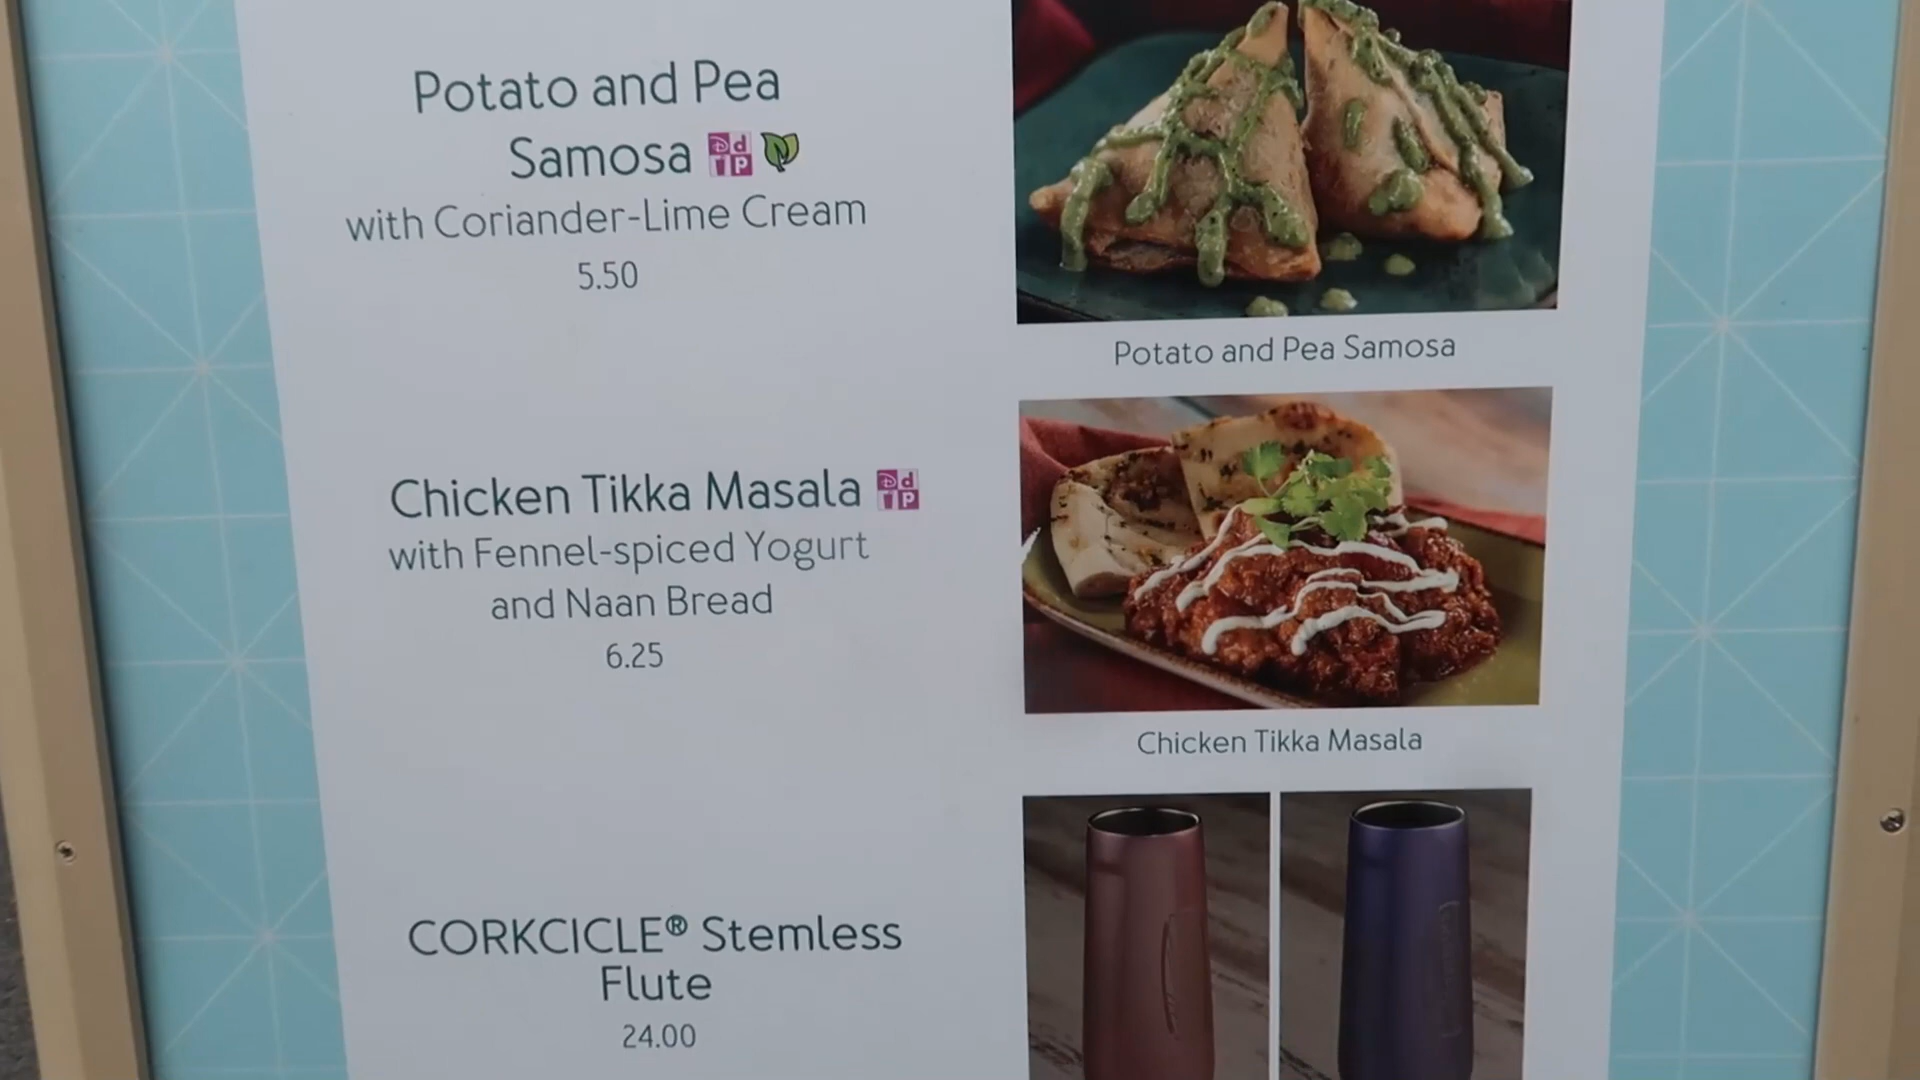 Potato and Pea
Samosa
with Coriander-Lime Cream
5.50
Potato and Pea Samosa
Chicken Tikka Masala
with Fennel-spiced Yogurt
and Naan Bread
6.25
Chicken Tikka Masala
CORKCICLE® Stemless
Flute
24.00